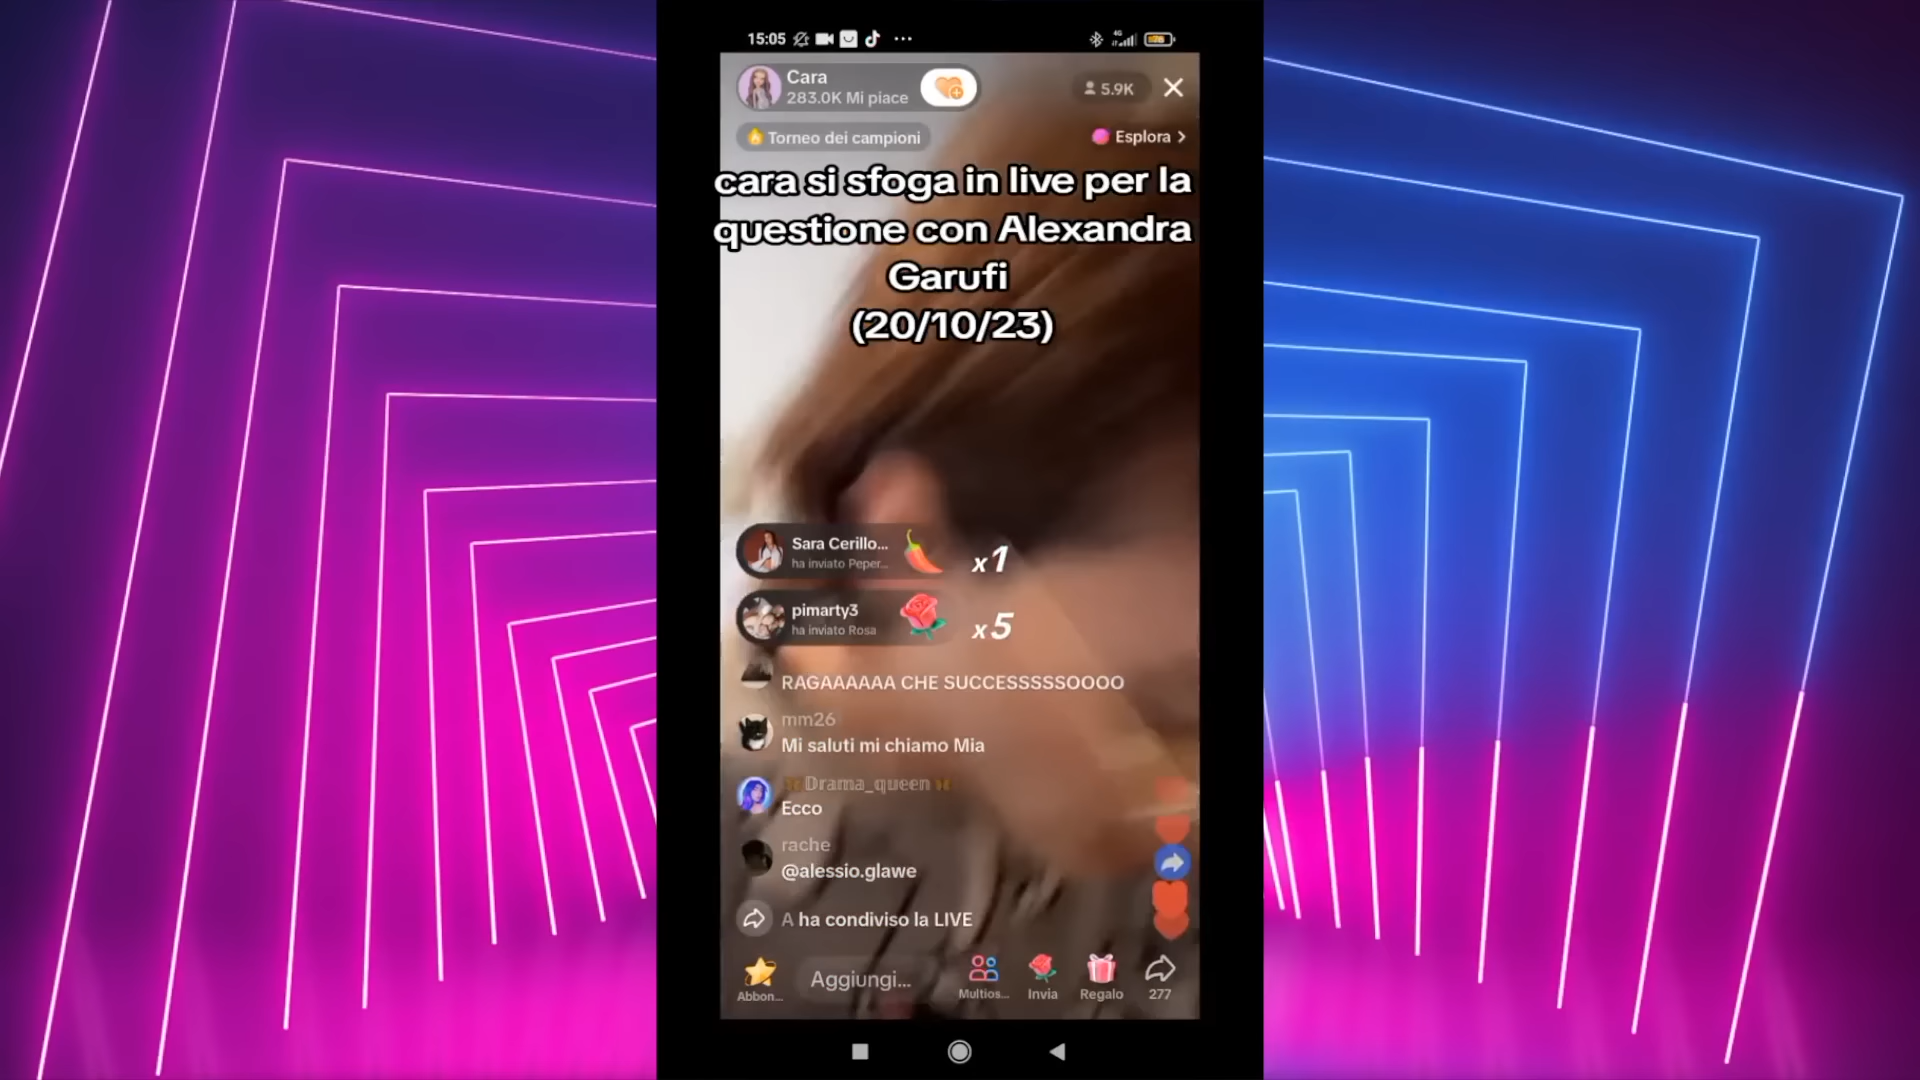 15:05
4G
76
Cara
283.0K Mi piace
5.9K
Torneo dei campioni
Esplora
cara si sfoga in live per la
questione con Alexandra
Garufi
(20/10/23)
Sara Cerillo...
ha inviato Peper...
x1
pimarty3
ha inviato Rosa
x5
RAGAAAAAA CHE SUCCESSSSSOOOO
mm26
Mi saluti mi chiamo Mia
Drama_queen
Ecco
rache
@alessio.glawe
A ha condiviso la LIVE
Abbon...
Aggiungi...
Multios...
Invia
Regalo
277